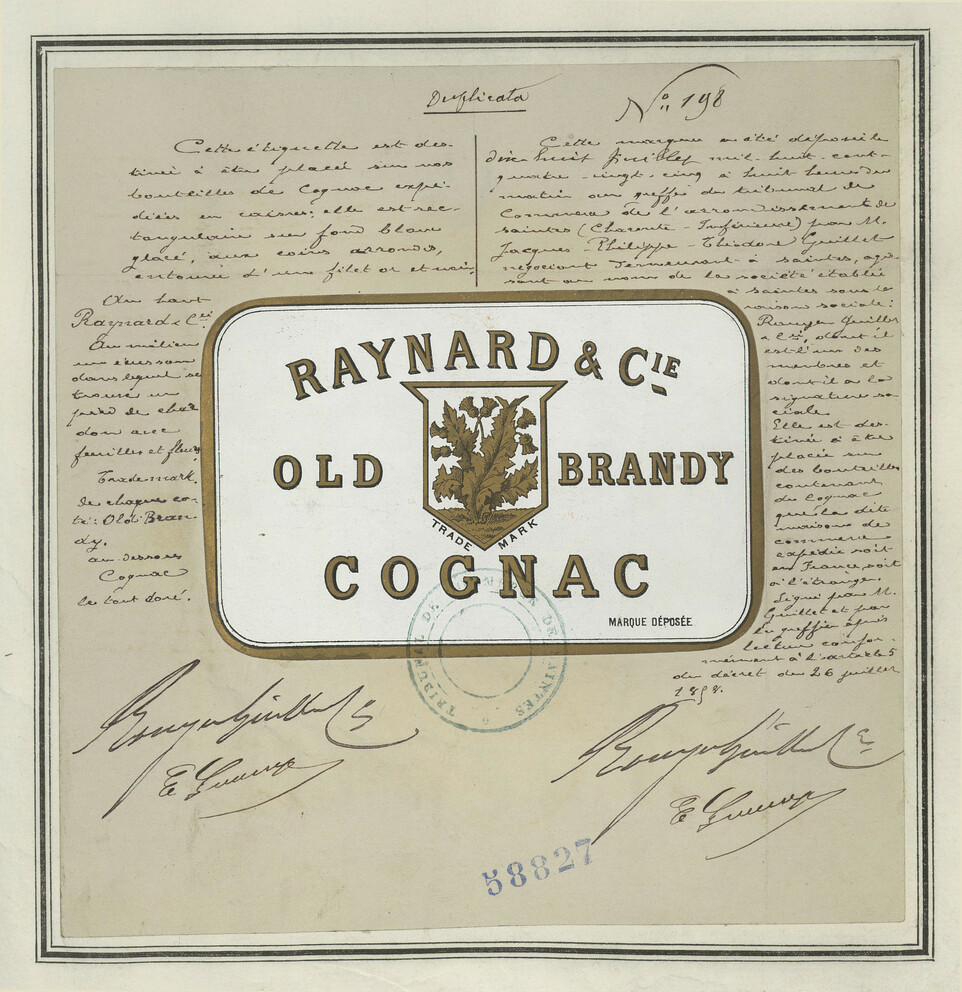 Duplicata
N° 198
Cette étiquette est des-
tinée à être placée sur nos
bouteilles de Cognac expé-
diées en caisses; elle est rec-
tangulaire sur fond blanc
glacé, aux coins arrondis,
entourée d'un filet or et noir.
Au haut
Raynard & Cie
Au milieu
un écusson
dans lequel se
trouve un
pied de char-
don avec
feuilles et fleurs
Trade mark,
de chaque co-
té: Old Bran-
dy.
au dessous
Cognac
le tout doré.
Cette marque a été déposée le
dix huit Juillet mil-huit-cent-
quatre-vingt-cinq à huit heures du
matin au greffe du tribunal de
Commerce de l'arrondissement de
Saintes (Charente-Inférieure) par M.
Jacques-Philippe-Théodore Guillet
négociant demeurant à Saintes, agis-
sant au nom de la société établie
à Saintes sous la
raison sociale:
Rouyer Guillet
& Cie, dont il
est l'un des
membres et
dont il a la
signature so-
ciale.
Elle est des-
tinée à être
placée sur
des bouteilles
contenant
du Cognac
que la dite
maison de
commerce
expédie soit
en France soit
à l'étranger.
Signé par M.
Guillet et par
le greffier après
lecture confor-
mément à l'article 5
du décret du 26 juillet
1858.
RAYNARD & CIE
OLD BRANDY
TRADE MARK
COGNAC
MARQUE DÉPOSÉE
TRIBUNAL DE COMMERCE DE SAINTES
Rouyer Guillet & Cie
Rouyer Guillet & Cie
58827